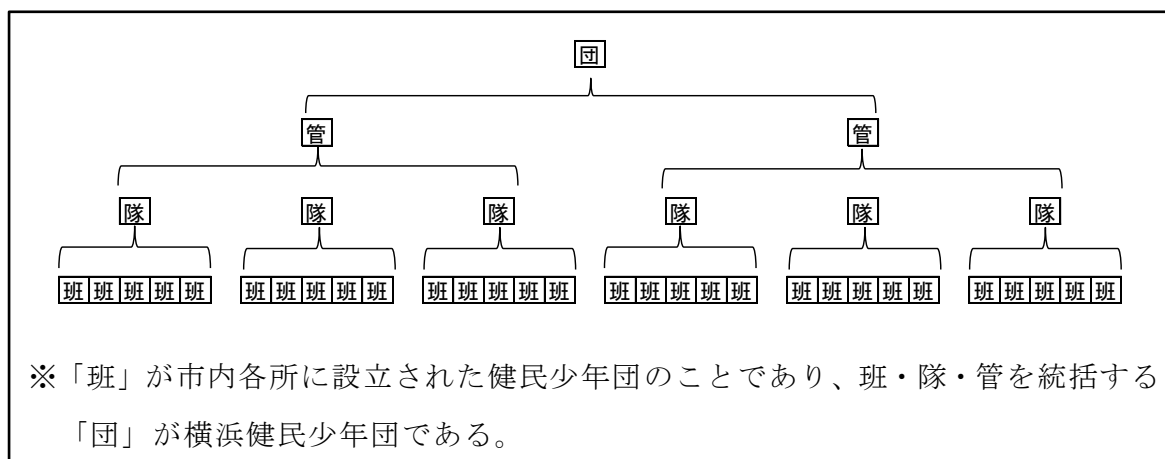 団
管 管
隊 隊 隊 隊 隊 隊
班 班 班 班 班 班 班 班 班 班 班 班 班 班 班 班 班 班 班 班 班 班 班 班 班 班 班 班 班 班
※「班」が市内各所に設立された健民少年団のことであり、班・隊・管を統括する
「団」が横浜健民少年団である。